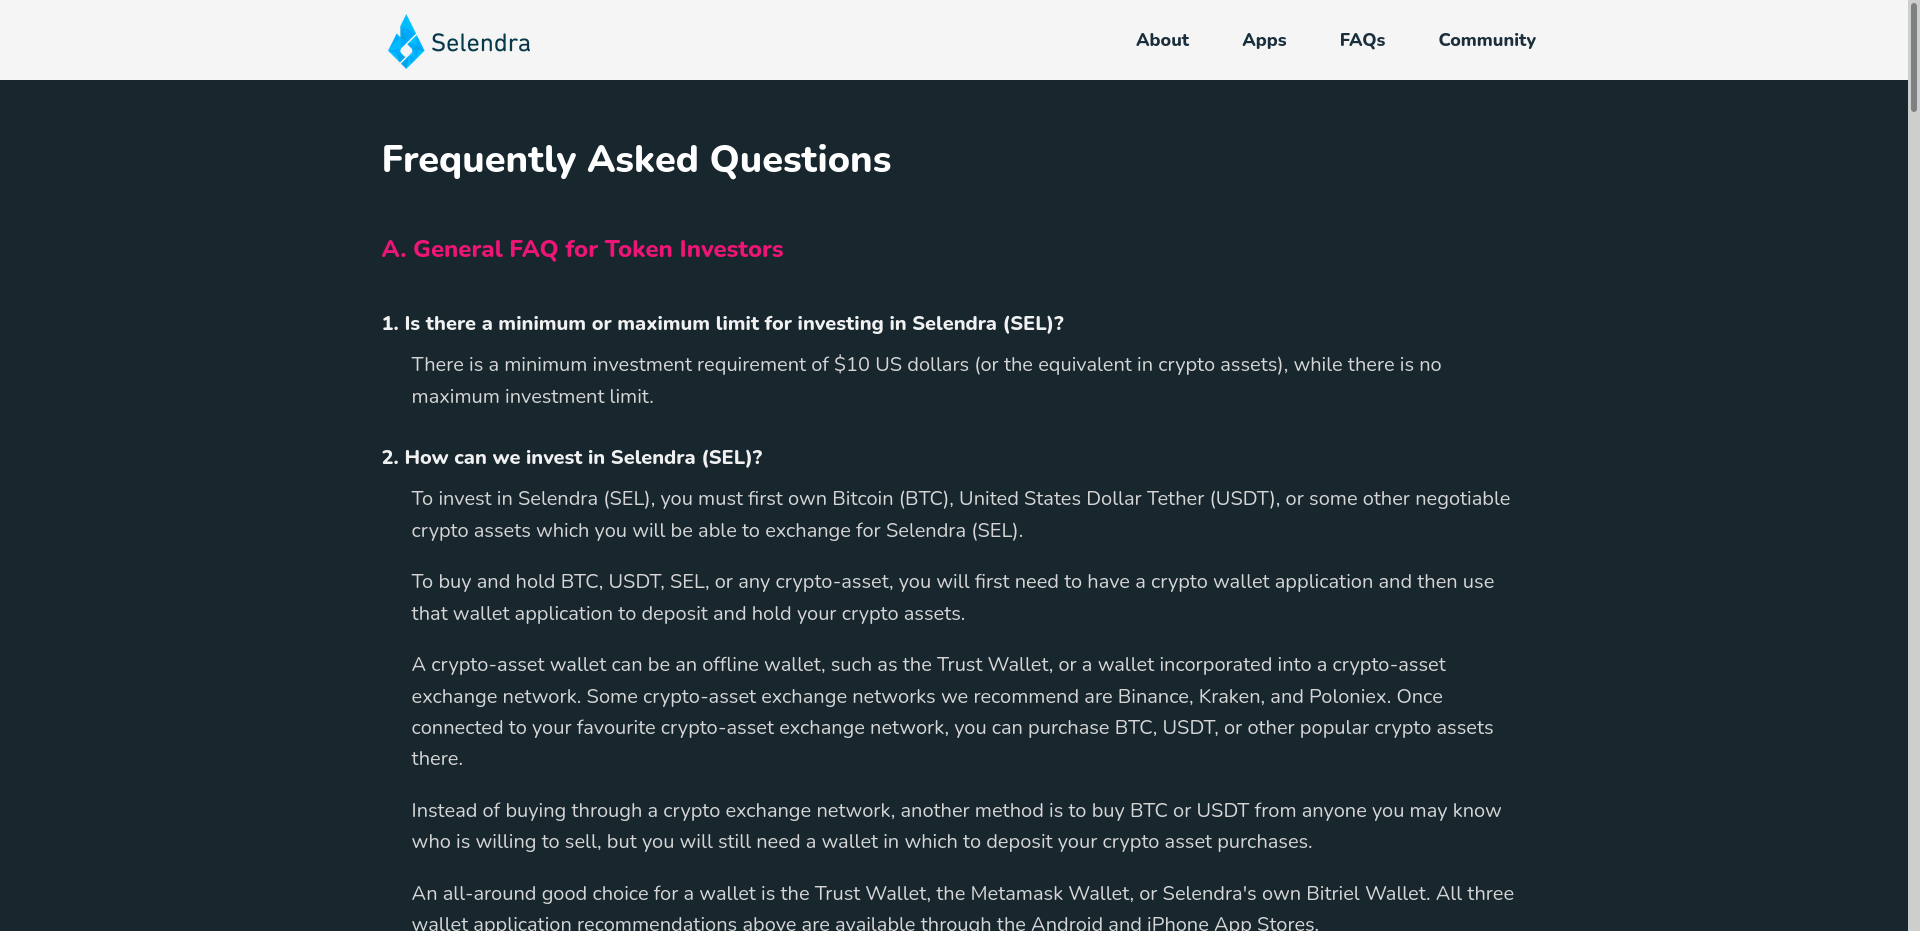 Selendra
About
Apps
FAQs
Community
Frequently Asked Questions
A. General FAQ for Token Investors
1. Is there a minimum or maximum limit for investing in Selendra (SEL)?
There is a minimum investment requirement of $10 US dollars (or the equivalent in crypto assets), while there is no
maximum investment limit.
2. How can we invest in Selendra (SEL)?
To invest in Selendra (SEL), you must first own Bitcoin (BTC), United States Dollar Tether (USDT), or some other negotiable
crypto assets which you will be able to exchange for Selendra (SEL).
To buy and hold BTC, USDT, SEL, or any crypto-asset, you will first need to have a crypto wallet application and then use
that wallet application to deposit and hold your crypto assets.
A crypto-asset wallet can be an offline wallet, such as the Trust Wallet, or a wallet incorporated into a crypto-asset
exchange network. Some crypto-asset exchange networks we recommend are Binance, Kraken, and Poloniex. Once
connected to your favourite crypto-asset exchange network, you can purchase BTC, USDT, or other popular crypto assets
there.
Instead of buying through a crypto exchange network, another method is to buy BTC or USDT from anyone you may know
who is willing to sell, but you will still need a wallet in which to deposit your crypto asset purchases.
An all-around good choice for a wallet is the Trust Wallet, the Metamask Wallet, or Selendra's own Bitriel Wallet. All three
wallet application recommendations above are available through the Android and iPhone App Stores.